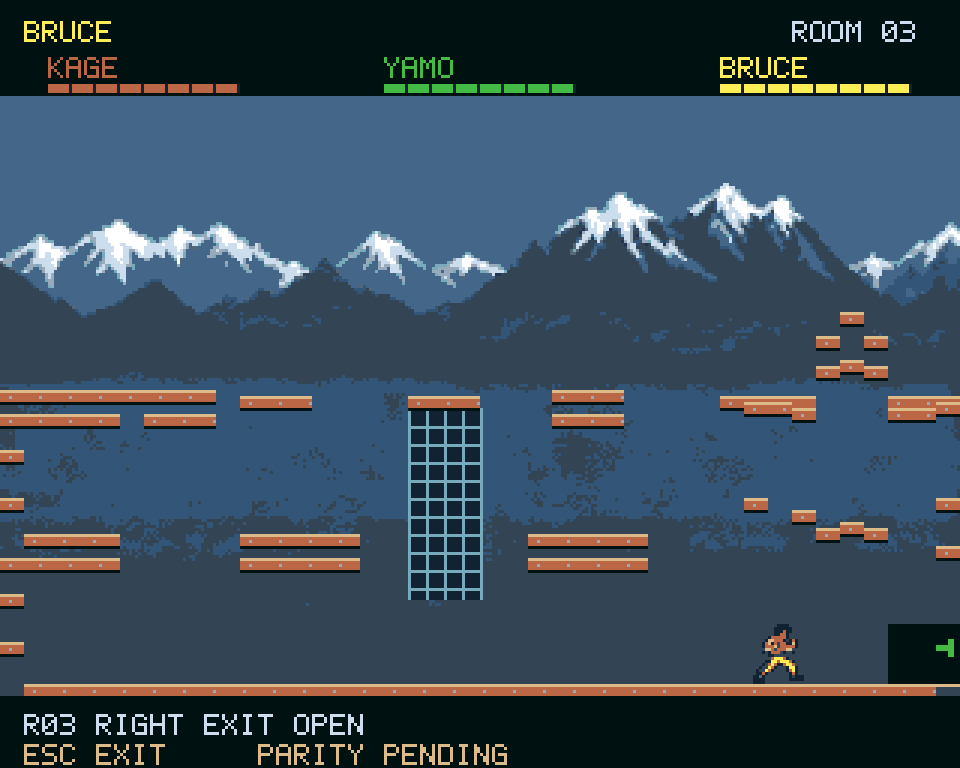 BRUCE ROOM 03
KAGE YAMO BRUCE
R03 RIGHT EXIT OPEN
ESC EXIT PARITY PENDING